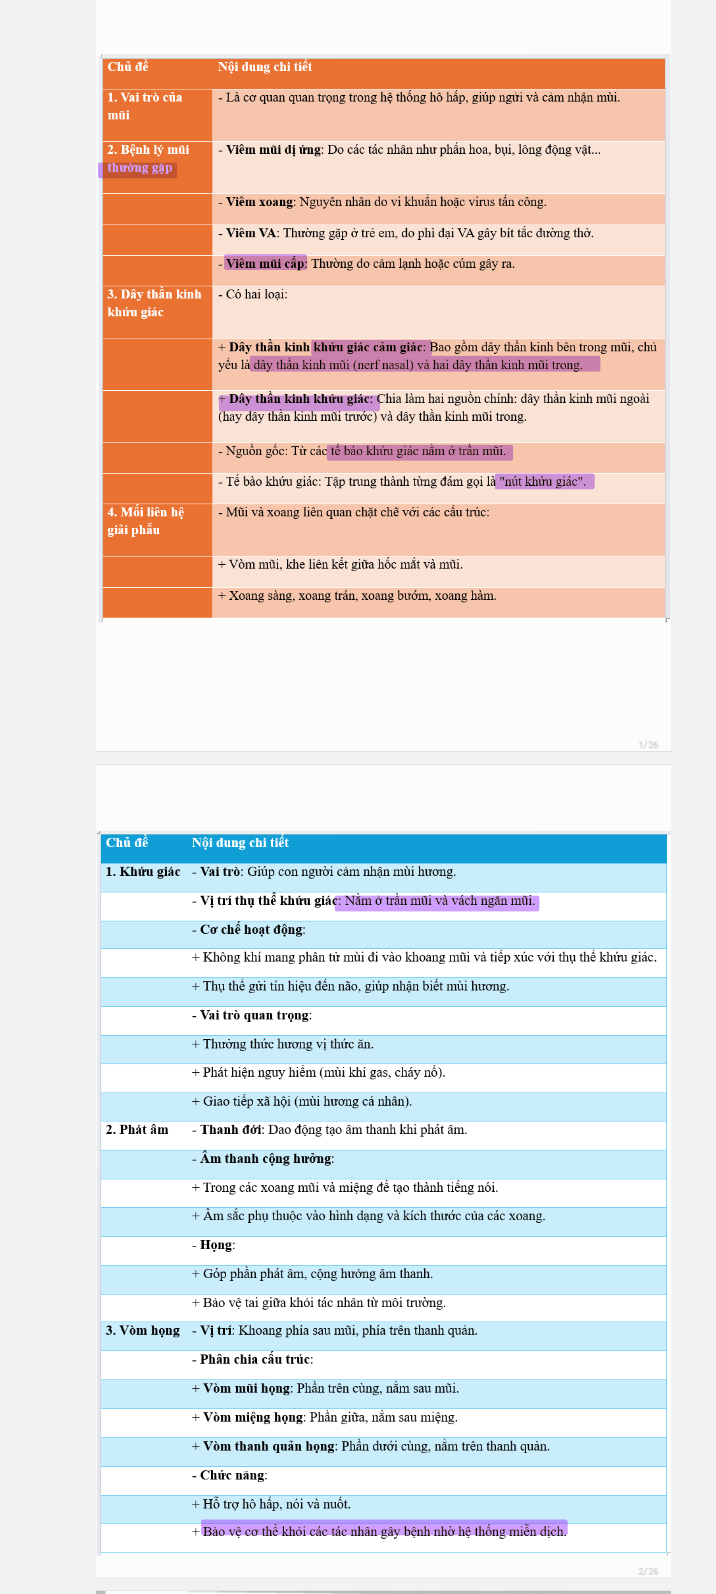 Chủ đề Nội dung chi tiết
1. Vai trò của - Là cơ quan quan trọng trong hệ thống hô hấp, giúp ngửi và cảm nhận mùi.
mũi
2. Bệnh lý mũi - Viêm mũi dị ứng: Do các tác nhân như phấn hoa, bụi, lông động vật...
thường gặp
- Viêm xoang: Nguyên nhân do vi khuẩn hoặc virus tấn công.
- Viêm VA: Thường gặp ở trẻ em, do phì đại VA gây bít tắc đường thở.
- Viêm mũi cấp: Thường do cảm lạnh hoặc cúm gây ra.
3. Dây thần kinh - Có hai loại:
khứu giác
+ Dây thần kinh khứu giác cảm giác: Bao gồm dây thần kinh bên trong mũi, chủ
yếu là dây thần kinh mũi (nerf nasal) và hai dây thần kinh mũi trong.
+ Dây thần kinh khứu giác: Chia làm hai nguồn chính: dây thần kinh mũi ngoài
(hay dây thần kinh mũi trước) và dây thần kinh mũi trong.
- Nguồn gốc: Từ các tế bào khứu giác nằm ở trần mũi.
- Tế bào khứu giác: Tập trung thành từng đám gọi là "nút khứu giác".
4. Mối liên hệ - Mũi và xoang liên quan chặt chẽ với các cấu trúc:
giải phẫu
+ Vòm mũi, khe liên kết giữa hốc mắt và mũi.
+ Xoang sàng, xoang trán, xoang bướm, xoang hàm.
1/26
Chủ đề Nội dung chi tiết
1. Khứu giác - Vai trò: Giúp con người cảm nhận mùi hương.
- Vị trí thụ thể khứu giác: Nằm ở trần mũi và vách ngăn mũi.
- Cơ chế hoạt động:
+ Không khí mang phân tử mùi đi vào khoang mũi và tiếp xúc với thụ thể khứu giác.
+ Thụ thể gửi tín hiệu đến não, giúp nhận biết mùi hương.
- Vai trò quan trọng:
+ Thưởng thức hương vị thức ăn.
+ Phát hiện nguy hiểm (mùi khí gas, cháy nổ).
+ Giao tiếp xã hội (mùi hương cá nhân).
2. Phát âm - Thanh đới: Dao động tạo âm thanh khi phát âm.
- Âm thanh cộng hưởng:
+ Trong các xoang mũi và miệng để tạo thành tiếng nói.
+ Âm sắc phụ thuộc vào hình dạng và kích thước của các xoang.
- Họng:
+ Góp phần phát âm, cộng hưởng âm thanh.
+ Bảo vệ tai giữa khỏi tác nhân từ môi trường.
3. Vòm họng - Vị trí: Khoang phía sau mũi, phía trên thanh quản.
- Phân chia cấu trúc:
+ Vòm mũi họng: Phần trên cùng, nằm sau mũi.
+ Vòm miệng họng: Phần giữa, nằm sau miệng.
+ Vòm thanh quản họng: Phần dưới cùng, nằm trên thanh quản.
- Chức năng:
+ Hỗ trợ hô hấp, nói và nuốt.
+ Bảo vệ cơ thể khỏi các tác nhân gây bệnh nhờ hệ thống miễn dịch.
2/26